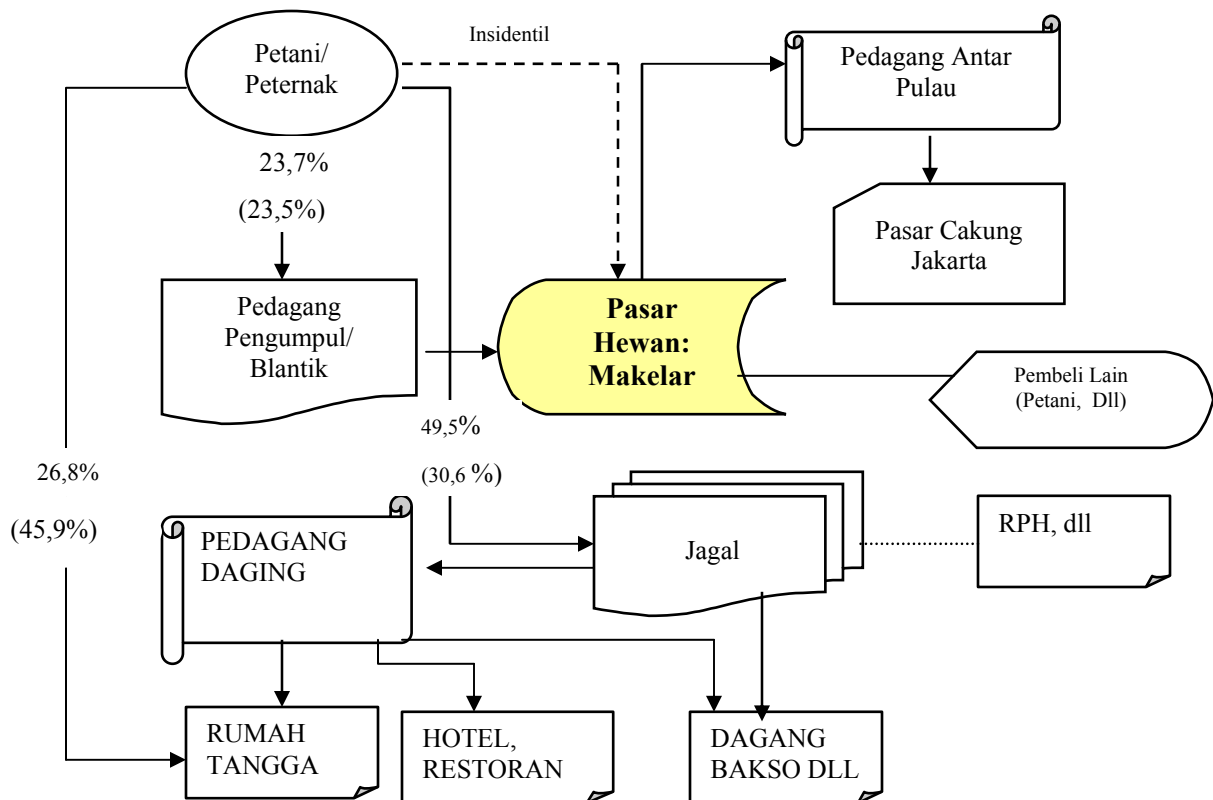 Petani/
Peternak
Insidentil
Pedagang Antar
Pulau
23,7%
(23,5%)
Pasar Cakung
Jakarta
Pedagang
Pengumpul/
Blantik
Pasar
Hewan:
Makelar
Pembeli Lain
(Petani, Dll)
49,5%
(30,6 %)
26,8%
(45,9%)
PEDAGANG
DAGING
Jagal
RPH, dll
RUMAH
TANGGA
HOTEL,
RESTORAN
DAGANG
BAKSO DLL